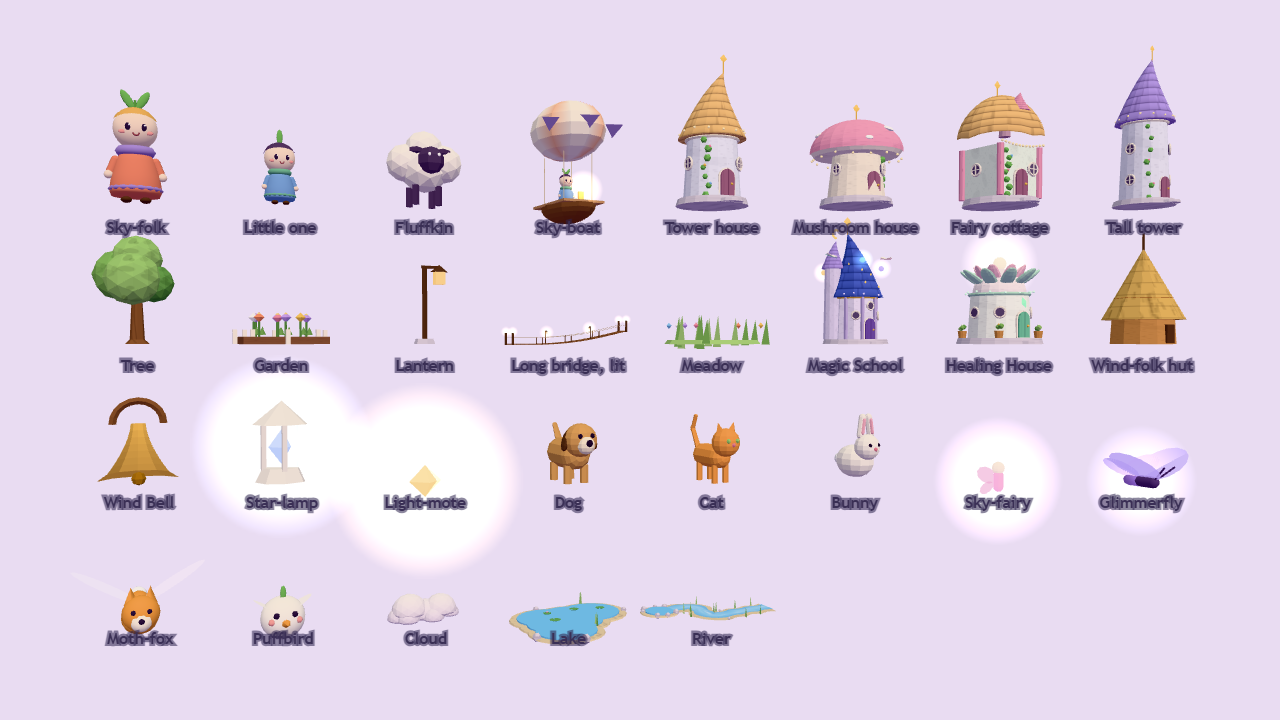 Sky-folk
Little one
Fluffkin
Sky-boat
Tower house
Mushroom house
Fairy cottage
Tall tower
Tree
Garden
Lantern
Long bridge, lit
Meadow
Magic School
Healing House
Wind-folk hut
Wind Bell
Star-lamp
Light-mote
Dog
Cat
Bunny
Sky-fairy
Glimmerfly
Moth-fox
Puffbird
Cloud
Lake
River